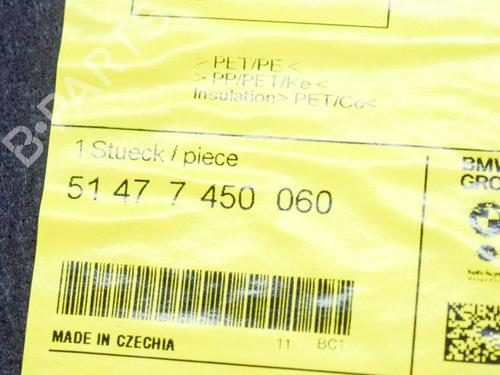 > PET/PE <
> PP/PET/Ke <
Insulation> PET/Co<
1 Stueck / piece
51 47 7 450 060
BMW
GRO
MADE IN CZECHIA
11 BC1
B-PARTS